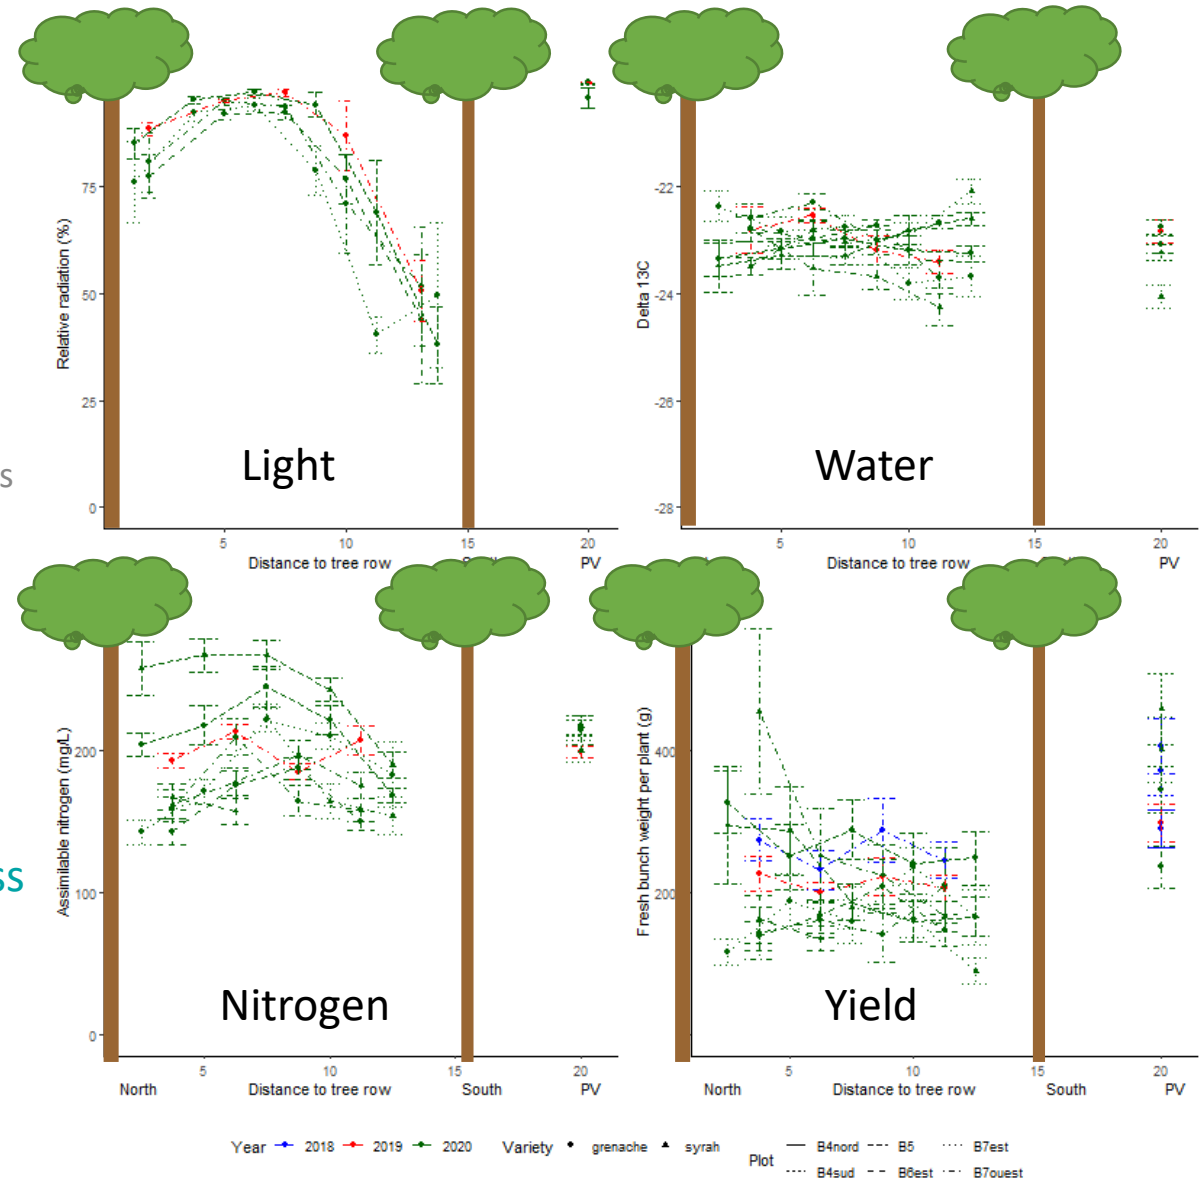 Relative radiation (%)
75
50
25
0
Light
5
10
15
20
Distance to tree row
PV
Delta 13C
-22
-24
-26
-28
Water
5
10
15
20
Distance to tree row
PV
s
Assimilable nitrogen (mg/L)
200
100
0
Nitrogen
5
10
15
20
North
Distance to tree row
South
PV
Fresh bunch weight per plant (g)
400
200
0
Yield
5
10
15
20
North
Distance to tree row
South
PV
ss
Year 2018 2019 2020 Variety grenache syrah
Plot B4nord B5 B7est
B4sud B6est B7ouest